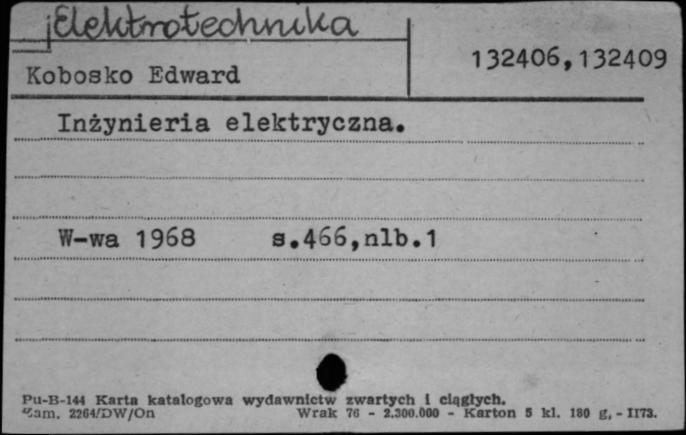 Elektrotechnika
132406,132409
Kobosko Edward
Inżynieria elektryczna.
W-wa 1968 s.466,nlb.1
Pu-B-144 Karta katalogowa wydawnictw zwartych i ciągłych.
Zam. 2264/DW/On Wrak 76 - 2.300.000 - Karton 5 kl. 180 g. - II73.